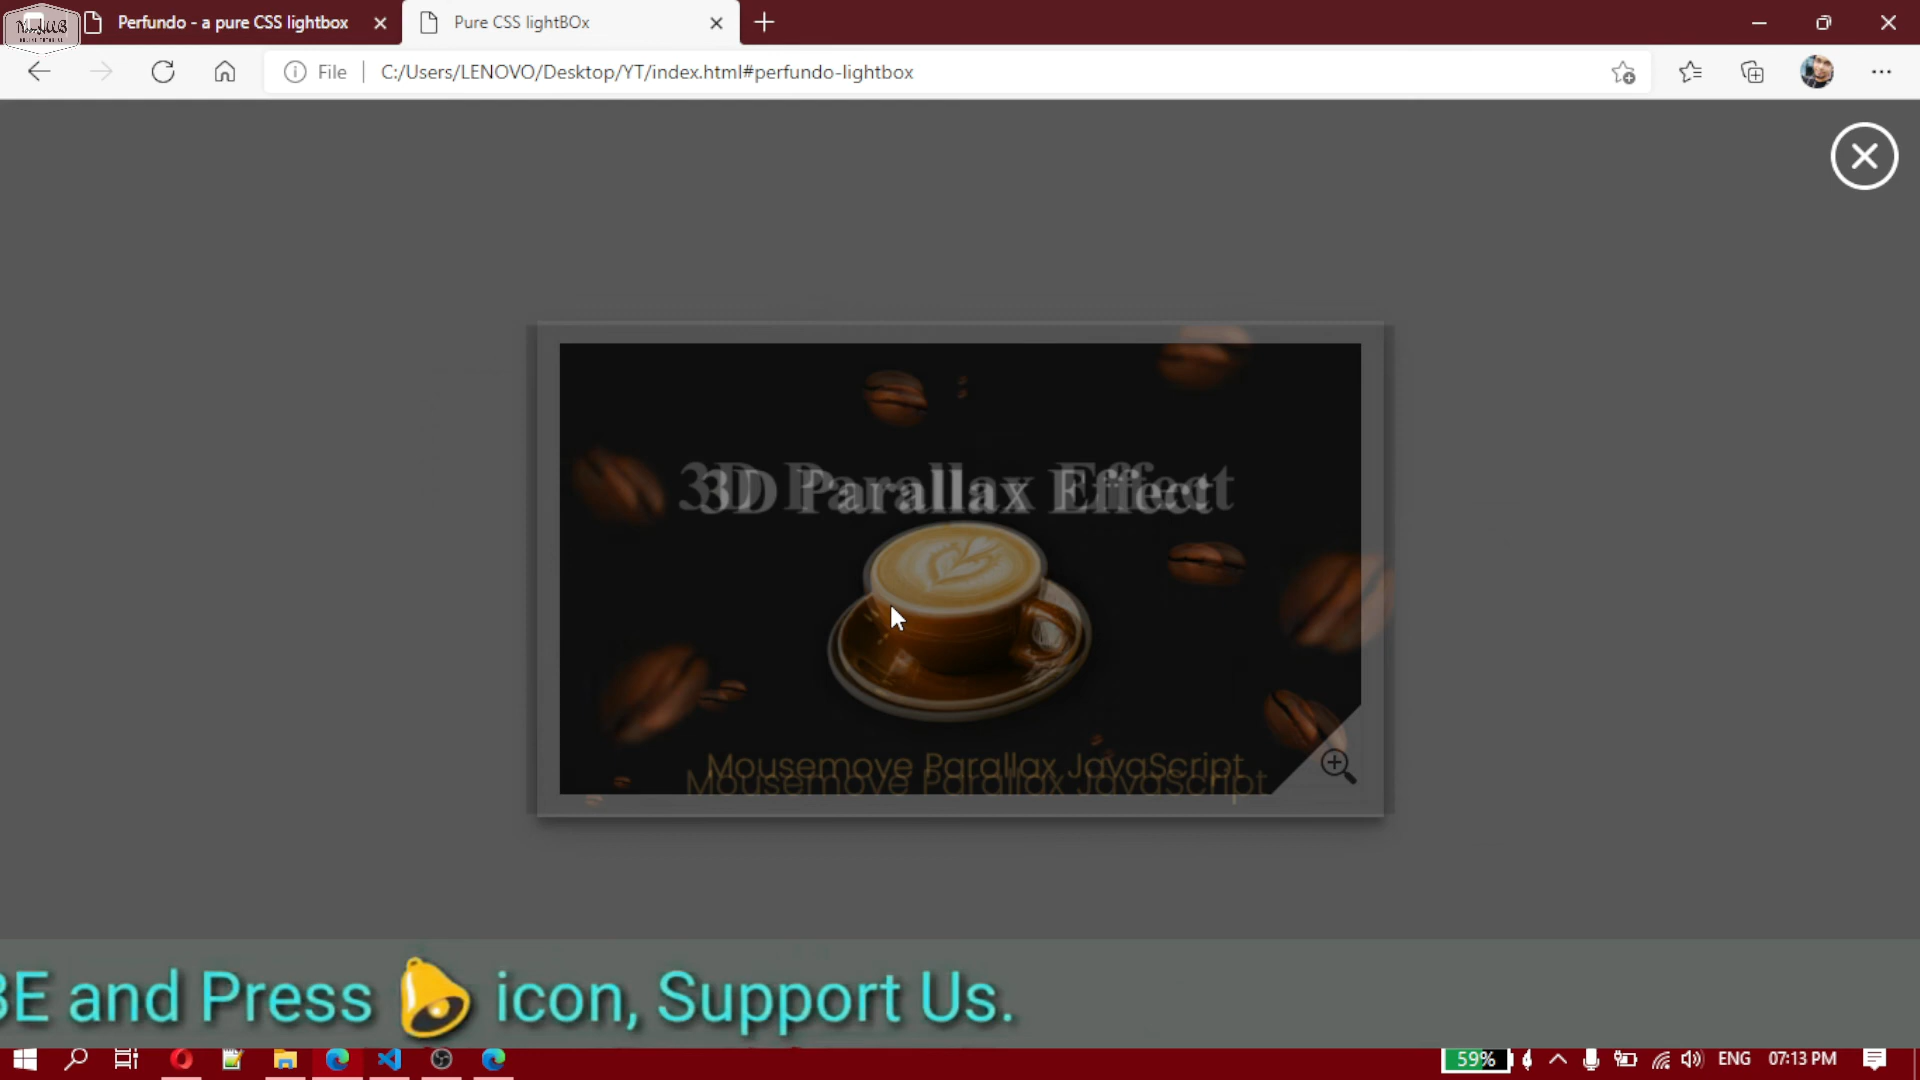 Perfundo - a pure CSS lightbox
Pure CSS lightBOx
File
C:/Users/LENOVO/Desktop/YT/index.html#perfundo-lightbox
3D Parallax Effect
Mousemove Parallax JavaScript
BE and Press 🔔 icon, Support Us.
59%
ENG
07:13 PM